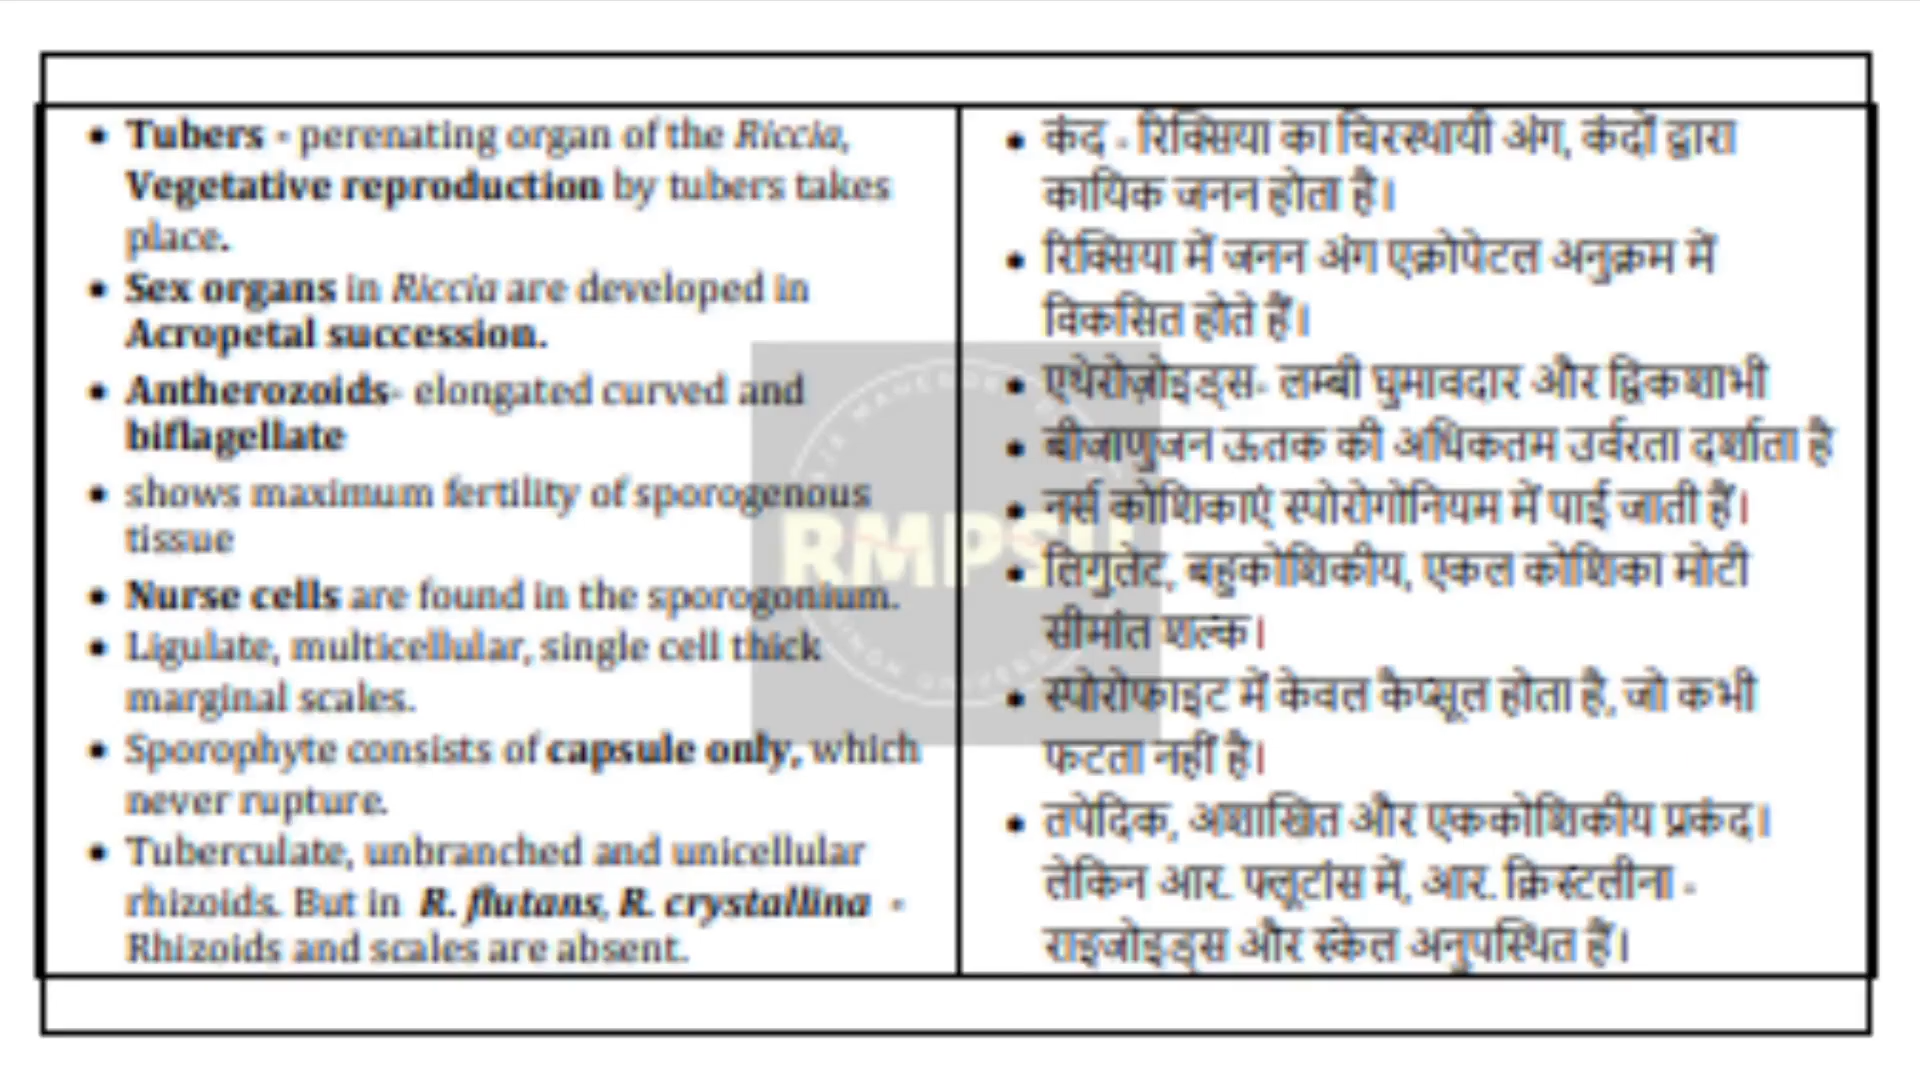 • Tubers - perenating organ of the Riccia,
Vegetative reproduction by tubers takes
place.
• Sex organs in Riccia are developed in
Acropetal succession.
• Antherozoids- elongated curved and
biflagellate
• shows maximum fertility of sporogenous
tissue
• Nurse cells are found in the sporogonium.
• Ligulate, multicellular, single cell thick
marginal scales.
• Sporophyte consists of capsule only, which
never rupture.
• Tuberculate, unbranched and unicellular
rhizoids. But in R. flutans, R. crystallina -
Rhizoids and scales are absent.
• कंद - रिक्सिया का चिरस्थायी अंग, कंदों द्वारा
कायिक जनन होता है।
• रिक्सिया में जनन अंग एक्रोपेटल अनुक्रम में
विकसित होते हैं।
• एथेरोज़ोइड्स- लम्बी घुमावदार और द्विकशाभी
• बीजाणुजन ऊतक की अधिकतम उर्वरता दर्शाता है
• नर्स कोशिकाएं स्पोरोगोनियम में पाई जाती हैं।
• लिगुलेट, बहुकोशिकीय, एकल कोशिका मोटी
सीमांत शल्क।
• स्पोरोफाइट में केवल कैप्सूल होता है, जो कभी
फटता नहीं है।
• तपेदिक, अशाखित और एककोशिकीय प्रकंद।
लेकिन आर. फ्लूटांस में, आर. क्रिस्टलीना -
राइजोइड्स और स्केल अनुपस्थित हैं।
RMPSU